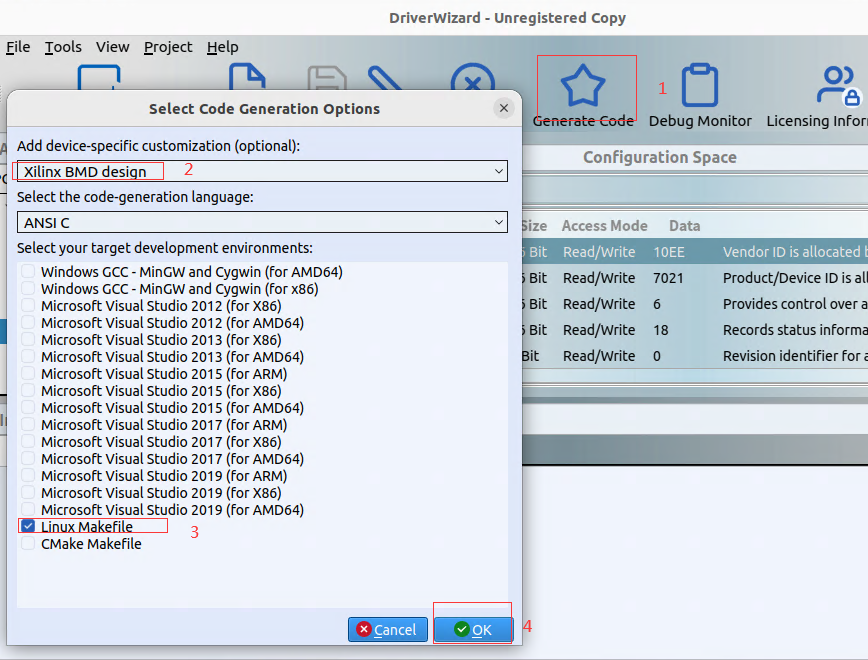 DriverWizard - Unregistered Copy
File Tools View Project Help
1
Generate Code Debug Monitor Licensing Infor
Select Code Generation Options
Add device-specific customization (optional):
Xilinx BMD design 2
Select the code-generation language:
ANSI C
Select your target development environments:
Windows GCC - MinGW and Cygwin (for AMD64)
Windows GCC - MinGW and Cygwin (for x86)
Microsoft Visual Studio 2012 (for X86)
Microsoft Visual Studio 2012 (for AMD64)
Microsoft Visual Studio 2013 (for X86)
Microsoft Visual Studio 2013 (for AMD64)
Microsoft Visual Studio 2015 (for ARM)
Microsoft Visual Studio 2015 (for X86)
Microsoft Visual Studio 2015 (for AMD64)
Microsoft Visual Studio 2017 (for ARM)
Microsoft Visual Studio 2017 (for X86)
Microsoft Visual Studio 2017 (for AMD64)
Microsoft Visual Studio 2019 (for ARM)
Microsoft Visual Studio 2019 (for X86)
Microsoft Visual Studio 2019 (for AMD64)
Linux Makefile 3
CMake Makefile
Cancel OK 4
Configuration Space
Size Access Mode Data
Bit Read/Write 10EE Vendor ID is allocated b
Bit Read/Write 7021 Product/Device ID is all
Bit Read/Write 6 Provides control over a
Bit Read/Write 18 Records status informa
Bit Read/Write 0 Revision identifier for a